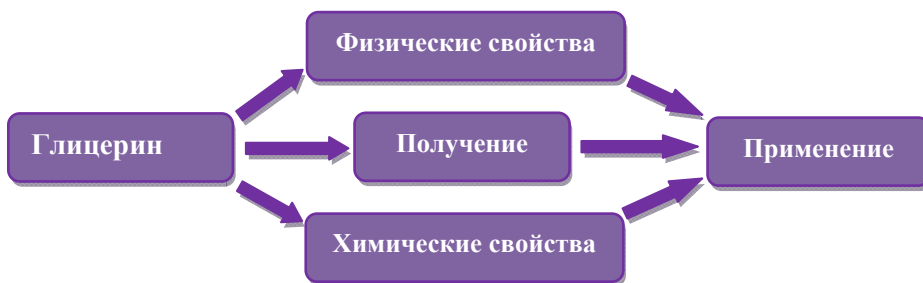 Физические свойства
Глицерин
Получение
Применение
Химические свойства